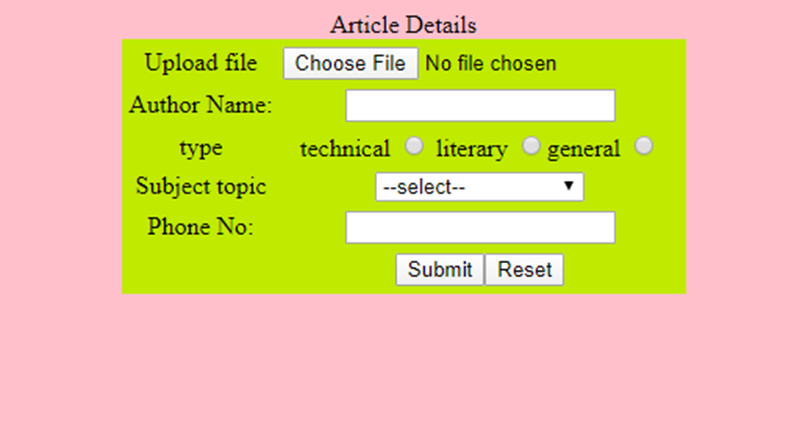 Article Details
Upload file Choose File No file chosen
Author Name:
type technical literary general
Subject topic --select--
Phone No:
Submit Reset